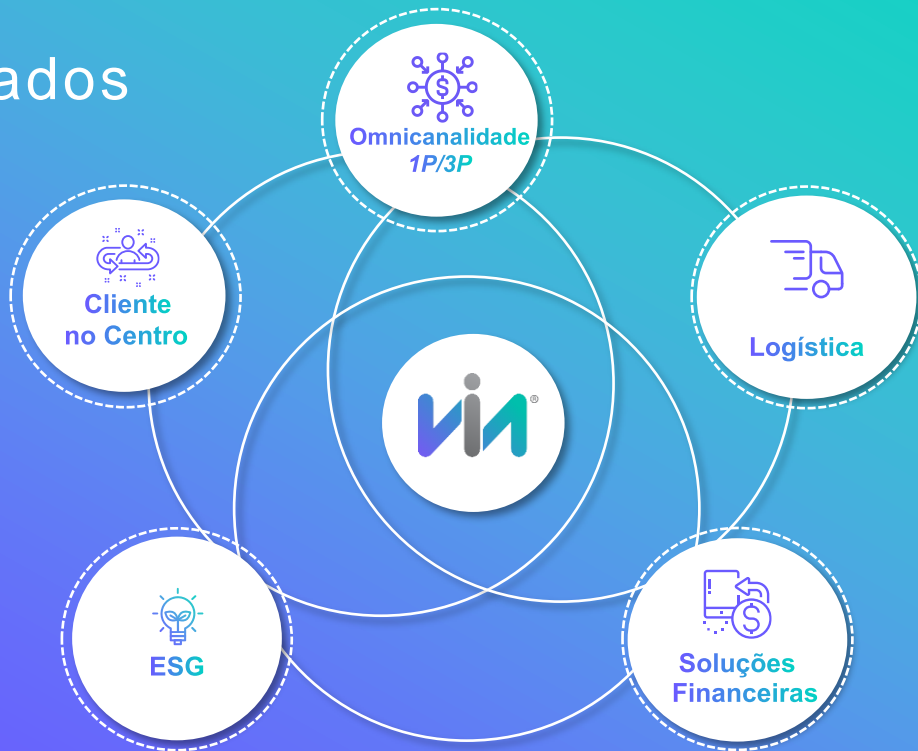 ados
Omnicanalidade
1P/3P
Cliente
no Centro
Logística
via®
ESG
Soluções
Financeiras